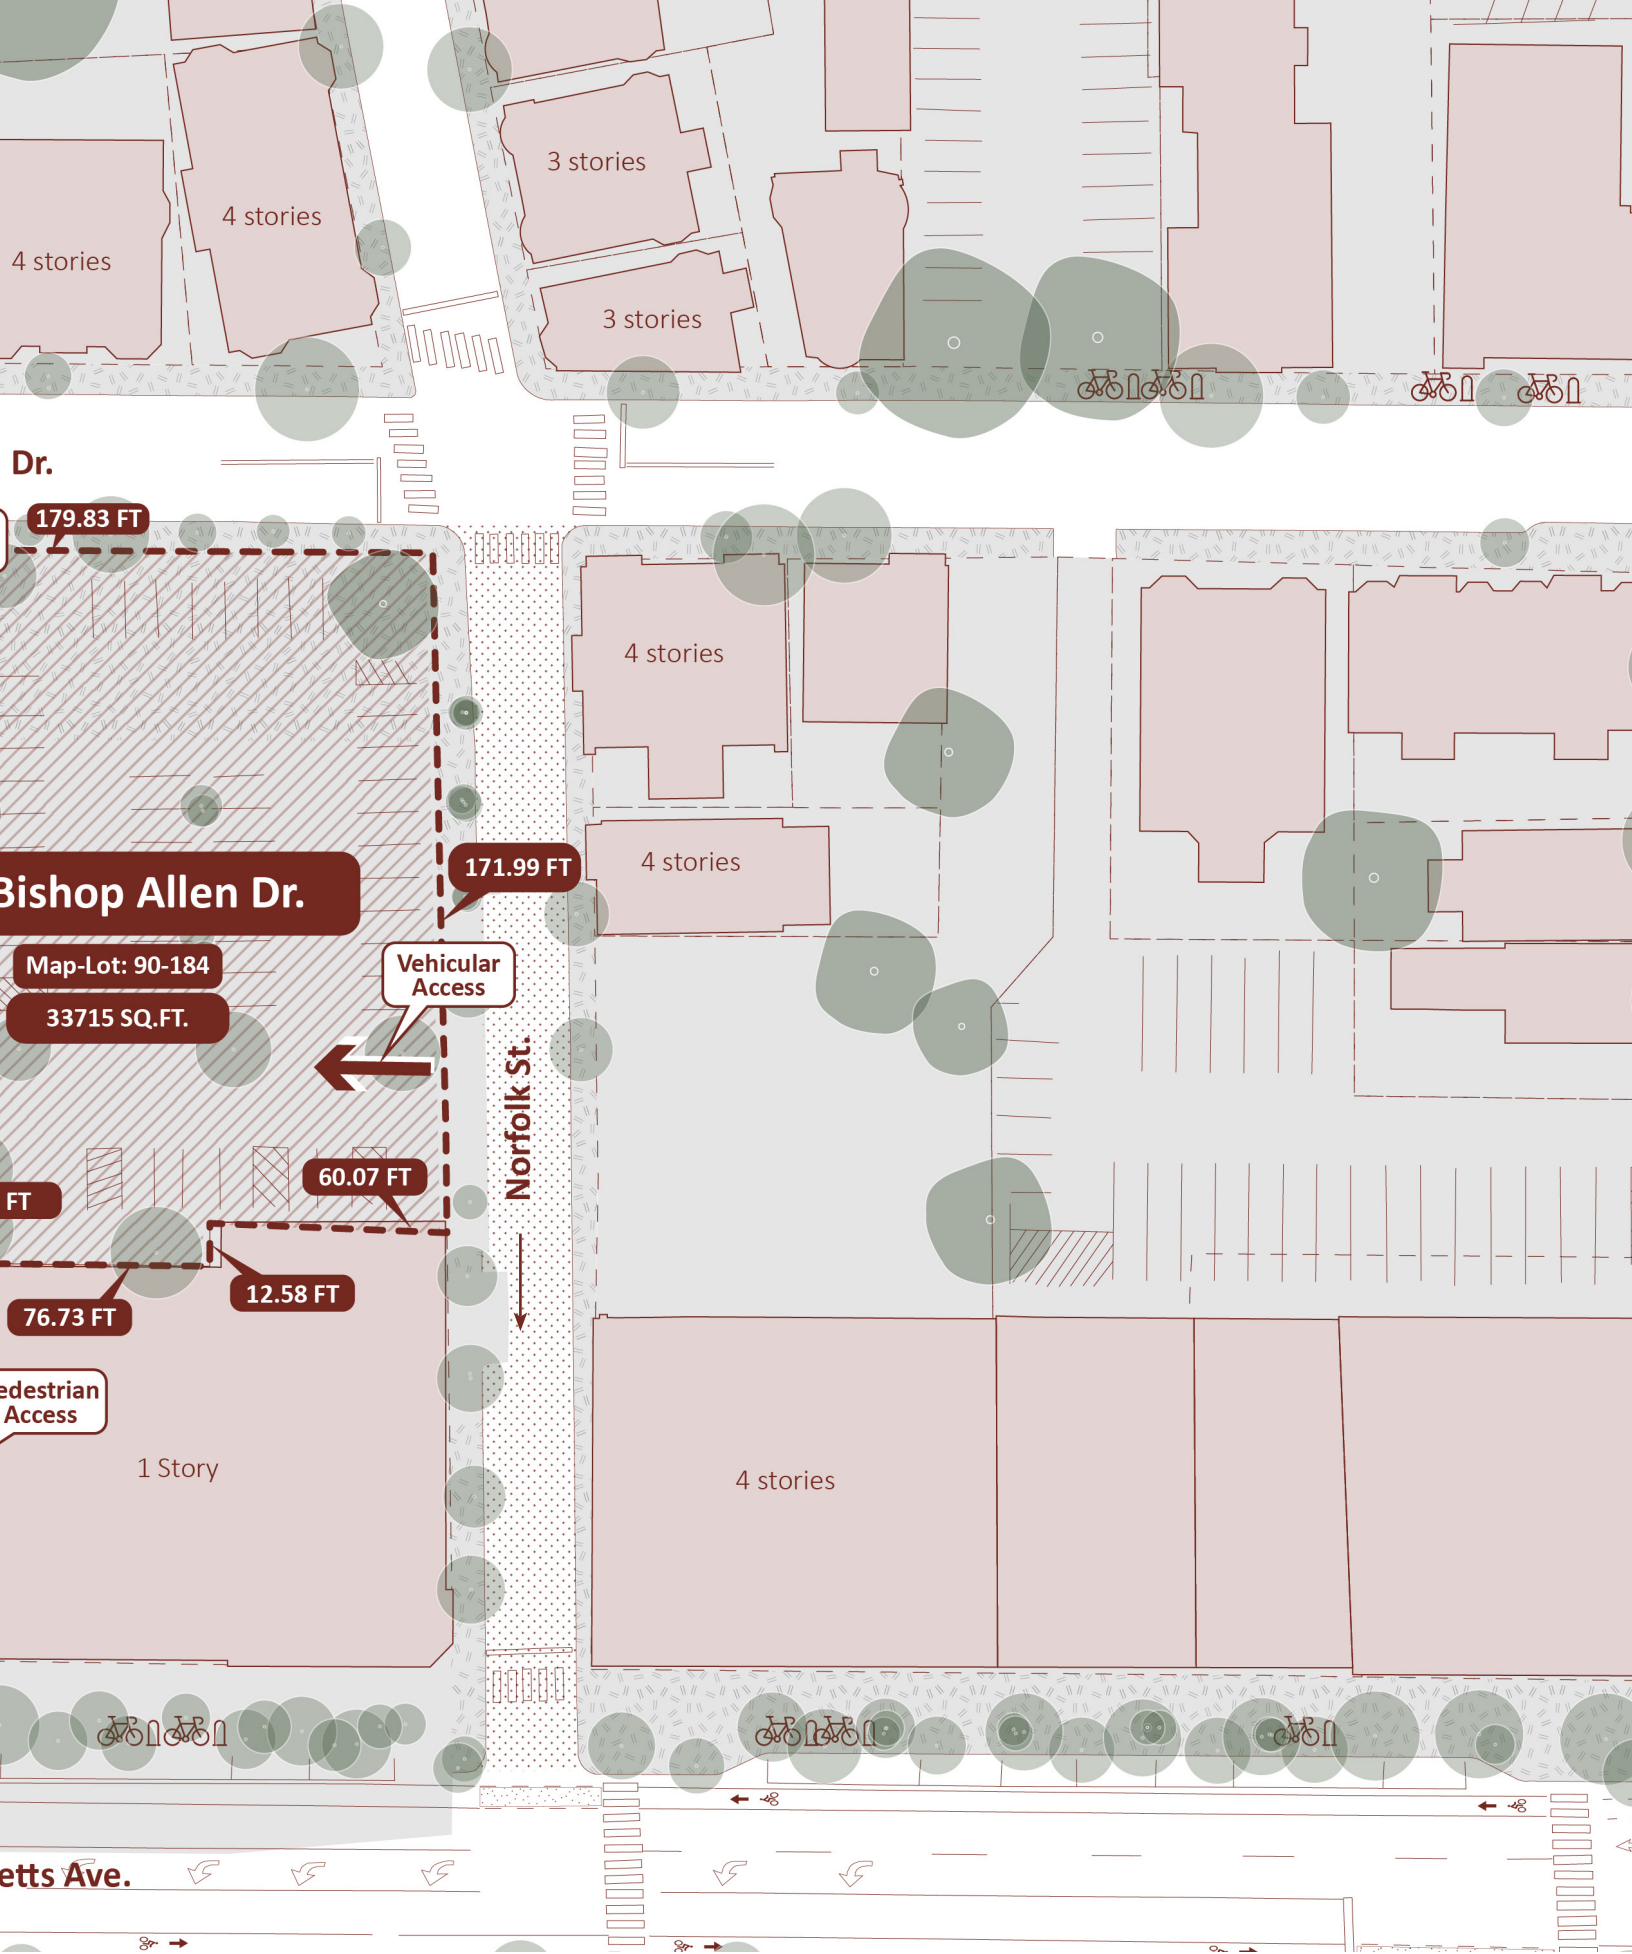 3 stories
4 stories
4 stories
3 stories
Dr.
179.83 FT
4 stories
4 stories
171.99 FT
Bishop Allen Dr.
Map-Lot: 90-184
33715 SQ.FT.
Vehicular
Access
Norfolk St.
60.07 FT
FT
12.58 FT
76.73 FT
edestrian
Access
1 Story
4 stories
etts Ave.